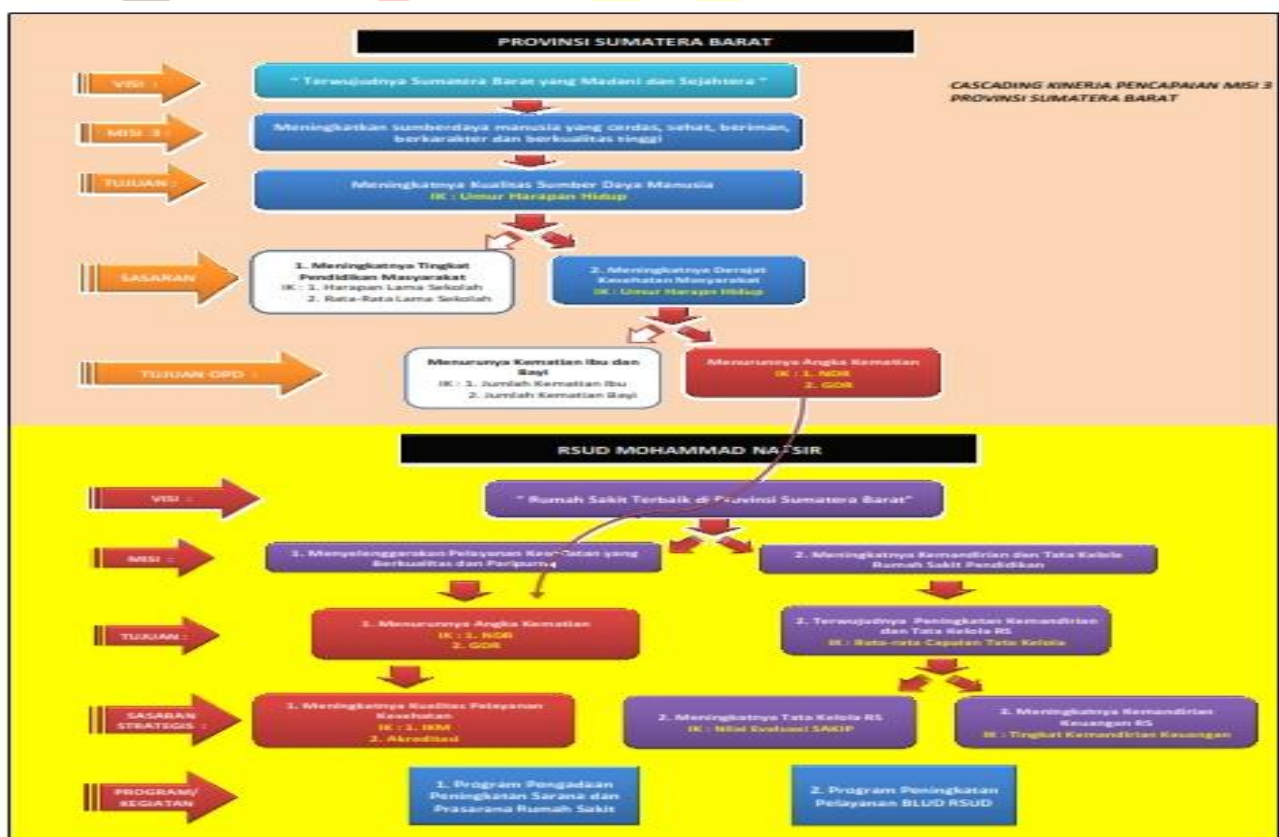 PROVINSI SUMATERA BARAT
VISI :
" Terwujudnya Sumatera Barat yang Madani dan Sejahtera "
CASCADING KINERJA PENCAPAIAN MISI 3
PROVINSI SUMATERA BARAT
MISI 3 :
Meningkatkan sumberdaya manusia yang cerdas, sehat, beriman,
berkarakter dan berkualitas tinggi
TUJUAN :
Meningkatnya Kualitas Sumber Daya Manusia
IK : Umur Harapan Hidup
SASARAN
1. Meningkatnya Tingkat
Pendidikan Masyarakat
IK : 1. Harapan Lama Sekolah
2. Rata-Rata Lama Sekolah
2. Meningkatnya Derajat
Kesehatan Masyarakat
IK : Umur Harapn Hidup
TUJUAN OPD :
Menurunya Kematian Ibu dan
Bayi
IK : 1. Jumlah Kematian Ibu
2. Jumlah Kematian Bayi
Menurunnya Angka Kematian
IK : 1. NDR
2. GDR
RSUD MOHAMMAD NATSIR
VISI :
" Rumah Sakit Terbaik di Provinsi Sumatera Barat"
MISI :
1. Menyelenggarakan Pelayanan Kesehatan yang
Berkualitas dan Paripurna
2. Meningkatnya Kemandirian dan Tata Kelola
Rumah Sakit Pendidikan
TUJUAN :
1. Menurunnya Angka Kematian
IK : 1. NDR
2. GDR
2. Terwujudnya Peningkatan Kemandirian
dan Tata Kelola RS
IK : Rata-rata Capaian Tata Kelola
SASARAN
STRATEGIS :
1. Meningkatnya Kualitas Pelayanan
Kesehatan
IK : 1. IKM
2. Akreditasi
2. Meningkatnya Tata Kelola RS
IK : Nilai Evaluasi SAKIP
3. Meningkatnya Kemandirian
Keuangan RS
IK : Tingkat Kemandirian Keuangan
PROGRAM/
KEGIATAN
1. Program Pengadaan
Peningkatan Sarana dan
Prasarana Rumah Sakit
2. Program Peningkatan
Pelayanan BLUD RSUD